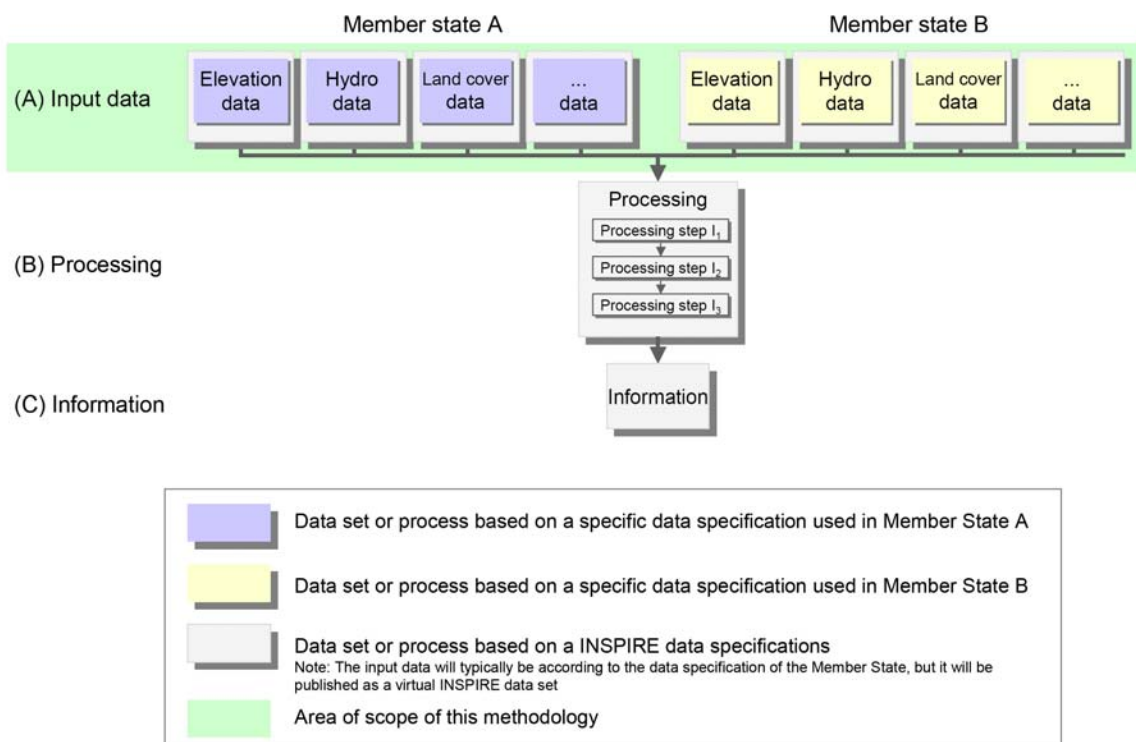 Member state A
Member state B
(A) Input data
Elevation
data
Hydro
data
Land cover
data
...
data
Elevation
data
Hydro
data
Land cover
data
...
data
Processing
Processing step I₁
Processing step I₂
Processing step I₃
(B) Processing
Information
(C) Information
Data set or process based on a specific data specification used in Member State A
Data set or process based on a specific data specification used in Member State B
Data set or process based on a INSPIRE data specifications
Note: The input data will typically be according to the data specification of the Member State, but it will be
published as a virtual INSPIRE data set
Area of scope of this methodology